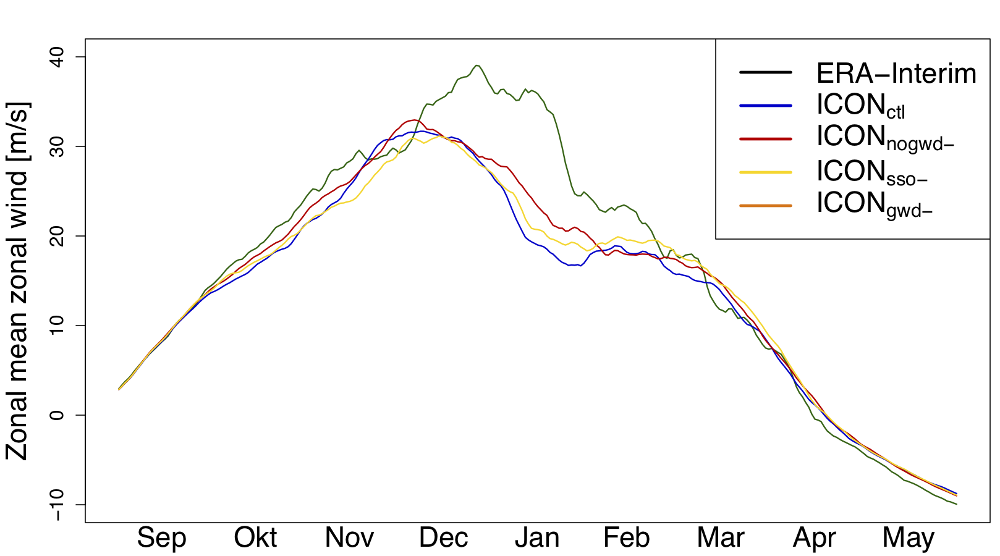 Zonal mean zonal wind [m/s]
40
30
20
10
0
−10
Sep Okt Nov Dec Jan Feb Mar Apr May
ERA−Interim
ICONctl
ICONnogwd−
ICONsso−
ICONgwd−